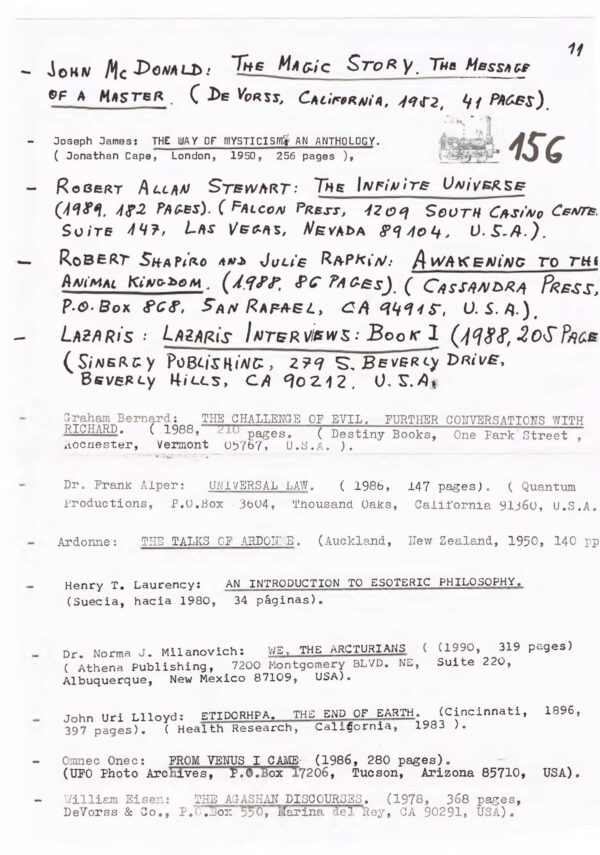 11
- JOHN MCDONALD: THE MAGIC STORY. THE MESSAGE
OF A MASTER. (DE VORSS, CALIFORNIA, 1952, 41 PAGES).
- Joseph James: THE WAY OF MYSTICISM, AN ANTHOLOGY.
( Jonathan Cape, London, 1950, 256 pages ),
156
- ROBERT ALLAN STEWART: THE INFINITE UNIVERSE
(1989, 182 PAGES). (FALCON PRESS, 1209 SOUTH CASINO CENTE
SUITE 147, LAS VEGAS, NEVADA 89104, U.S.A.).
- ROBERT SHAPIRO AND JULIE RAPKIN: AWAKENING TO THE
ANIMAL KINGDOM. (1988, 86 PAGES). (CASSANDRA PRESS,
P.O. BOX 868, SAN RAFAEL, CA 94915, U.S.A.).
- LAZARIS: LAZARIS INTERVIEWS: BOOK I (1988, 205 PAGE
(SINERGY PUBLISHING, 279 S. BEVERLY DRIVE,
BEVERLY HILLS, CA 90212, U.S.A.
- Graham Bernard: THE CHALLENGE OF EVIL. FURTHER CONVERSATIONS WITH
RICHARD. ( 1988, 210 pages. ( Destiny Books, One Park Street ,
Rochester, Vermont 05767, U.S.A. ).
- Dr. Frank Alper: UNIVERSAL LAW. ( 1986, 147 pages). ( Quantum
Productions, P.O.Box 3604, Thousand Oaks, California 91360, U.S.A.
- Ardonne: THE TALKS OF ARDONNE. (Auckland, New Zealand, 1950, 140 pp
- Henry T. Laurency: AN INTRODUCTION TO ESOTERIC PHILOSOPHY.
(Suecia, hacia 1980, 34 páginas).
- Dr. Norma J. Milanovich: WE, THE ARCTURIANS ( (1990, 319 pages)
( Athena Publishing, 7200 Montgomery BLVD. NE, Suite 220,
Albuquerque, New Mexico 87109, USA).
- John Uri Llloyd: ETIDORHPA. THE END OF EARTH. (Cincinnati, 1896,
397 pages). ( Health Research, California, 1983 ).
- Omnec Onec: FROM VENUS I CAME (1986, 280 pages).
(UFO Photo Archives, P.O.Box 17206, Tucson, Arizona 85710, USA).
- William Eisen: THE AGASHAN DISCOURSES. (1978, 368 pages,
DeVorss & Co., P.O.Box 550, Marina del Rey, CA 90291, USA).